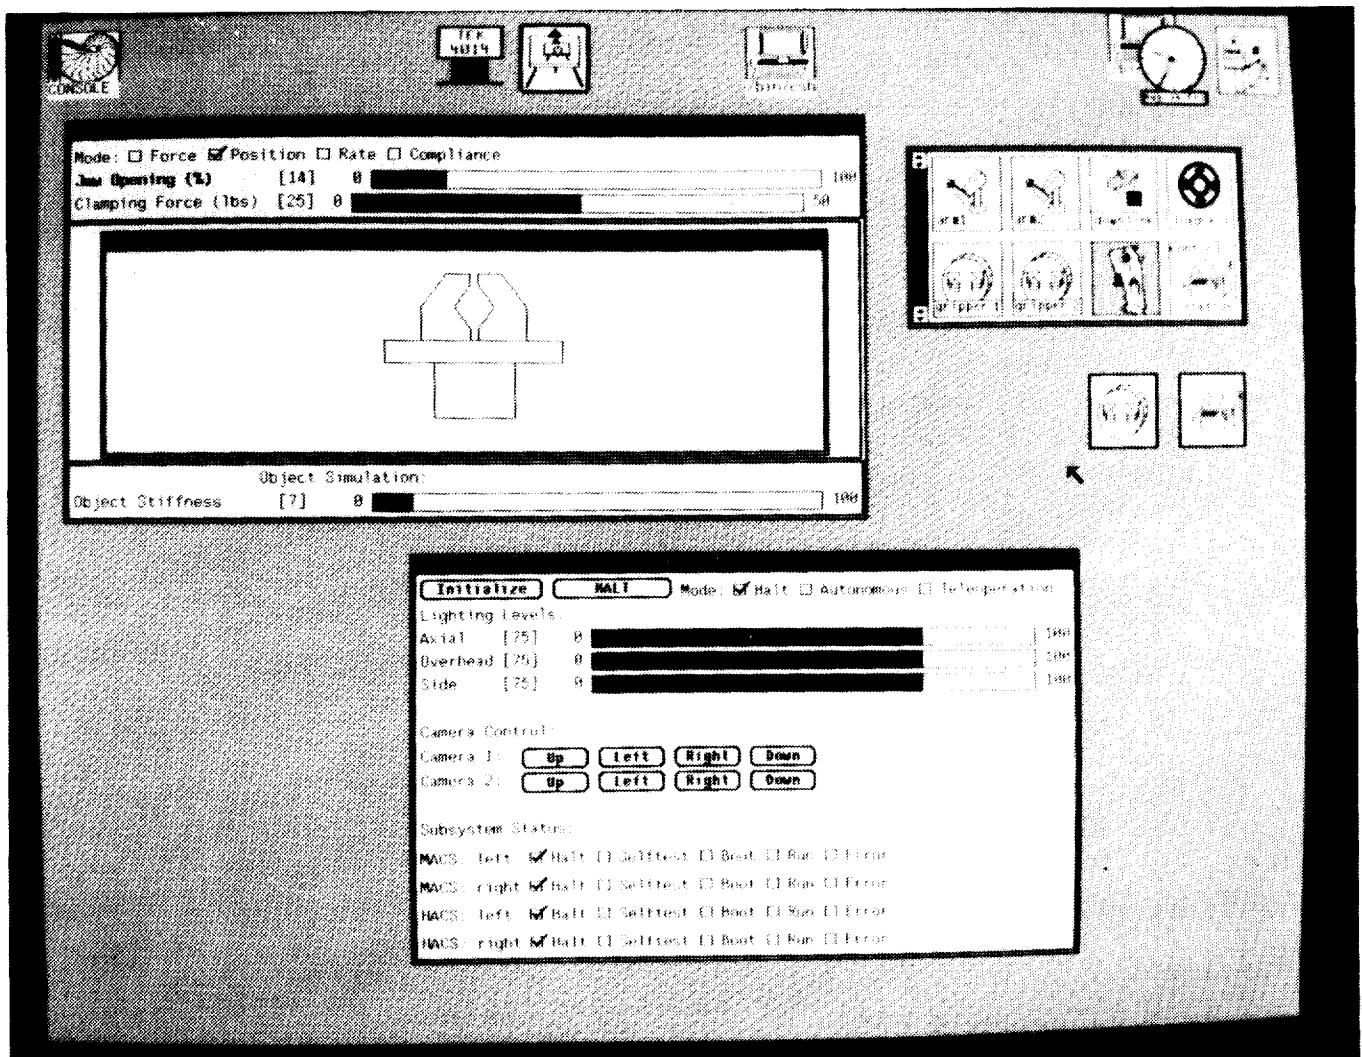 CONSOLE
TEK
4014
Mode: Force Position Rate Compliance
Jaw Opening (%) [14] 0 100
Clamping Force (lbs) [25] 0 50
gripper
gripper
Object Simulation:
Object Stiffness [7] 0 100
Initialize HALT Mode: Halt Autonomous Teleoperation
Lighting Levels:
Axial [75] 0 100
Overhead [75] 0 100
Side [75] 0 100
Camera Control:
Camera 1: Up Left Right Down
Camera 2: Up Left Right Down
Subsystem Status:
MACS: left Halt Selftest Boot Run Error
MACS: right Halt Selftest Boot Run Error
HACS: left Halt Selftest Boot Run Error
HACS: right Halt Selftest Boot Run Error